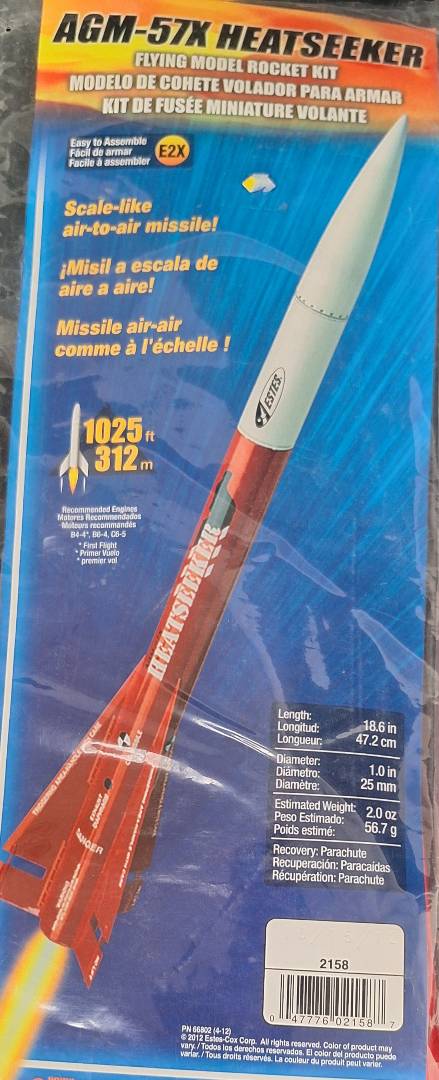 AGM-57X HEATSEEKER
FLYING MODEL ROCKET KIT
MODELO DE COHETE VOLADOR PARA ARMAR
KIT DE FUSÉE MINIATURE VOLANTE
Easy to Assemble
Fácil de armar
Facile à assembler
E2X
Scale-like
air-to-air missile!
¡Misil a escala de
aire a aire!
Missile air-air
comme à l'échelle !
ESTES
1025 ft
312 m
Recommended Engines
Motores Recommendados
Moteurs recommandés
B4-4*, B6-4, C6-5
* First Flight
* Primer Vuelo
* premier vol
HEATSEEKER
DANGER
Length:
Longitud: 18.6 in
Longueur: 47.2 cm
Diameter:
Diámetro: 1.0 in
Diamètre: 25 mm
Estimated Weight: 2.0 oz
Peso Estimado:
Poids estimé: 56.7 g
Recovery: Parachute
Recuperación: Paracaídas
Récupération: Parachute
2158
0 47776 02158 7
PN 66802 (4-12)
© 2012 Estes-Cox Corp. All rights reserved. Color of product may
vary. / Todos los derechos reservados. El color del producto puede
variar. / Tous droits réservés. La couleur du produit peut varier.